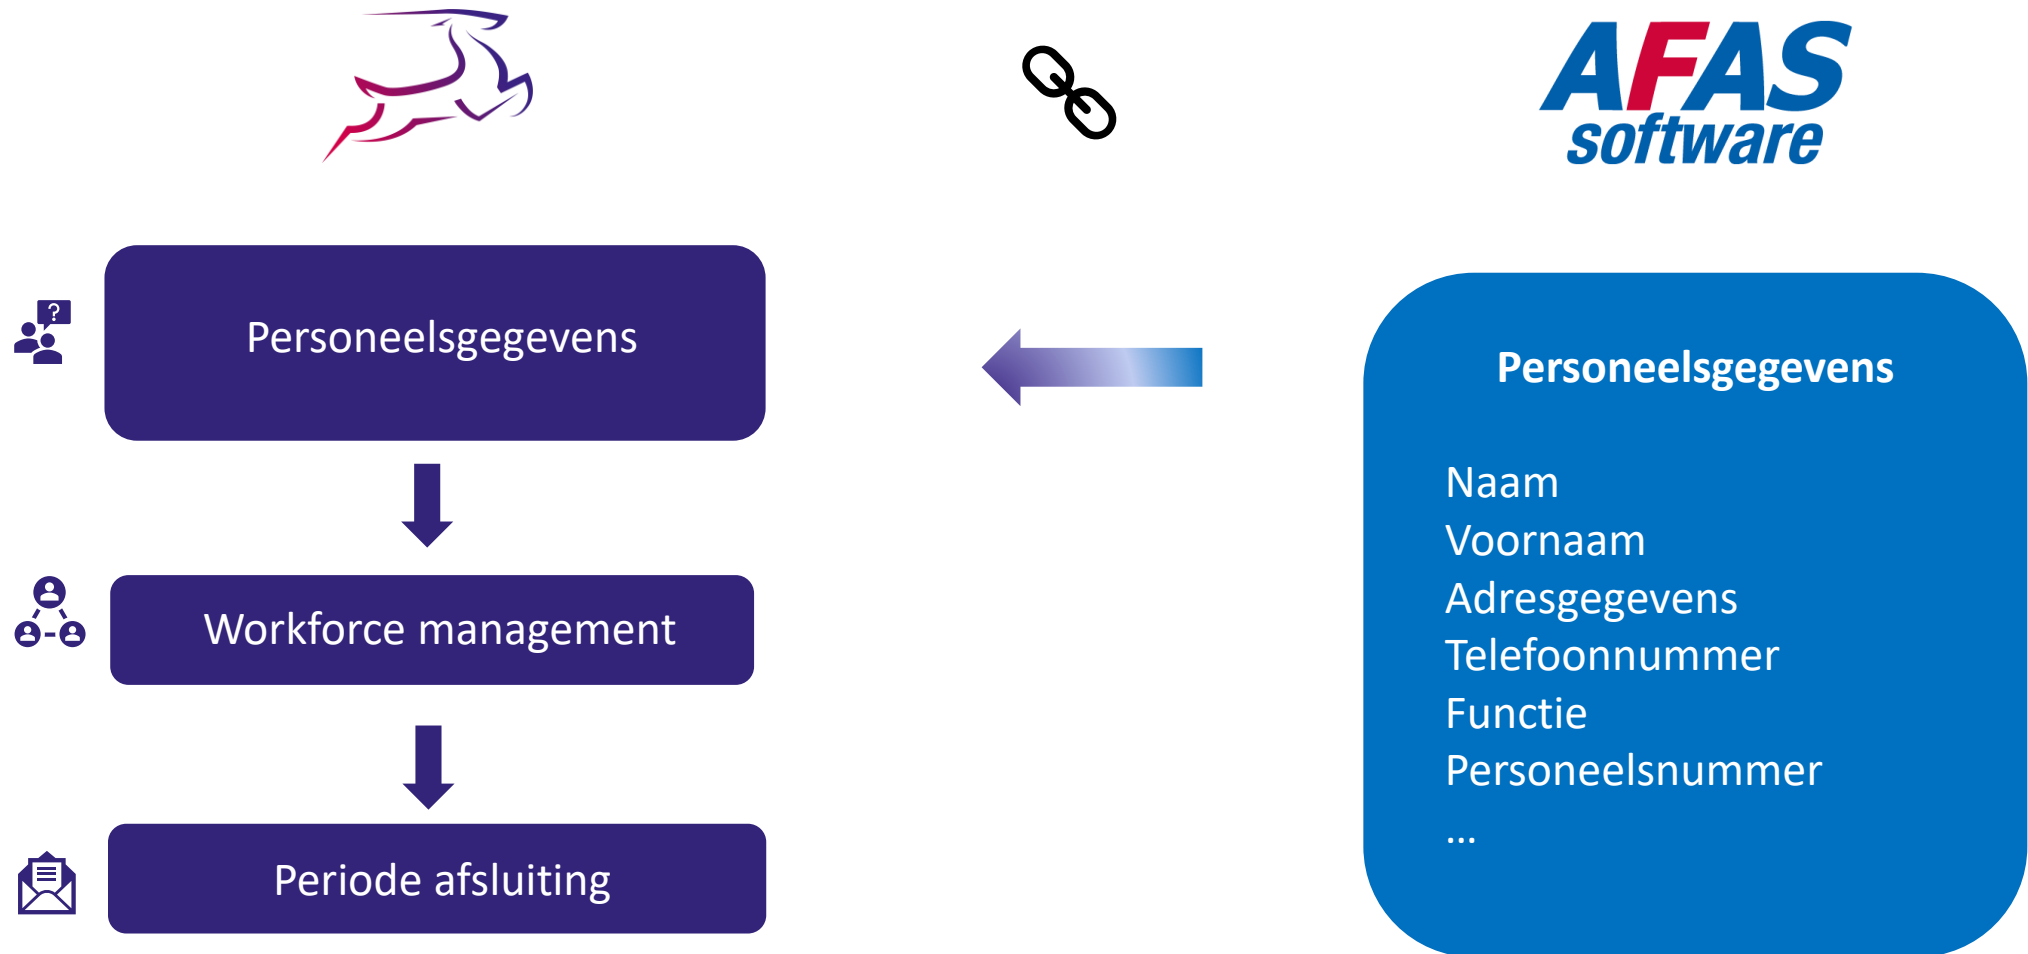 AFAS
software
?
Personeelsgegevens
Workforce management
Periode afsluiting
Personeelsgegevens
Naam
Voornaam
Adresgegevens
Telefoonnummer
Functie
Personeelsnummer
...